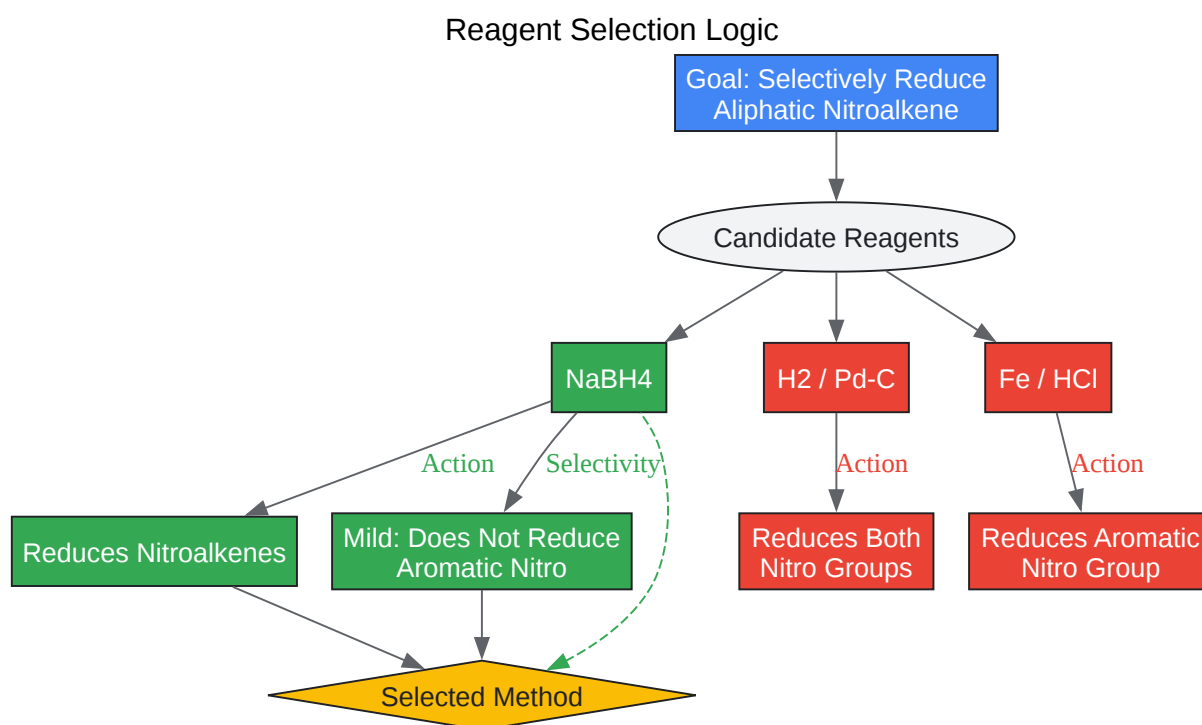 Reagent Selection Logic
Goal: Selectively Reduce
Aliphatic Nitroalkene
Candidate Reagents
NaBH4
H2 / Pd-C
Fe / HCl
Action
Selectivity
Action
Action
Reduces Nitroalkenes
Mild: Does Not Reduce
Aromatic Nitro
Reduces Both
Nitro Groups
Reduces Aromatic
Nitro Group
Selected Method